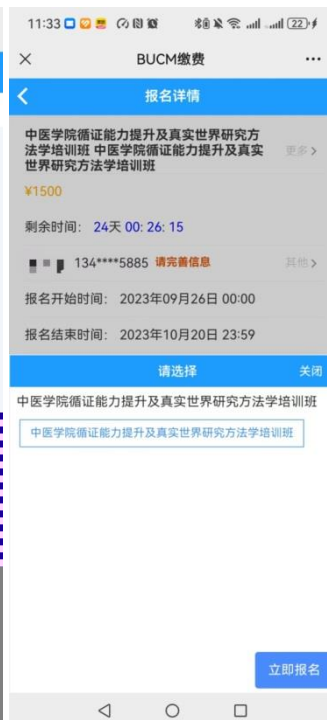 11:33 22
BUCM缴费
报名详情
中医学院循证能力提升及真实世界研究方
法学培训班 中医学院循证能力提升及真实
世界研究方法学培训班
更多>
¥1500
剩余时间： 24天 00: 26: 15
134****5885 请完善信息 其他>
报名开始时间： 2023年09月26日 00:00
报名结束时间： 2023年10月20日 23:59
请选择 关闭
中医学院循证能力提升及真实世界研究方法学培训班
中医学院循证能力提升及真实世界研究方法学培训班
立即报名